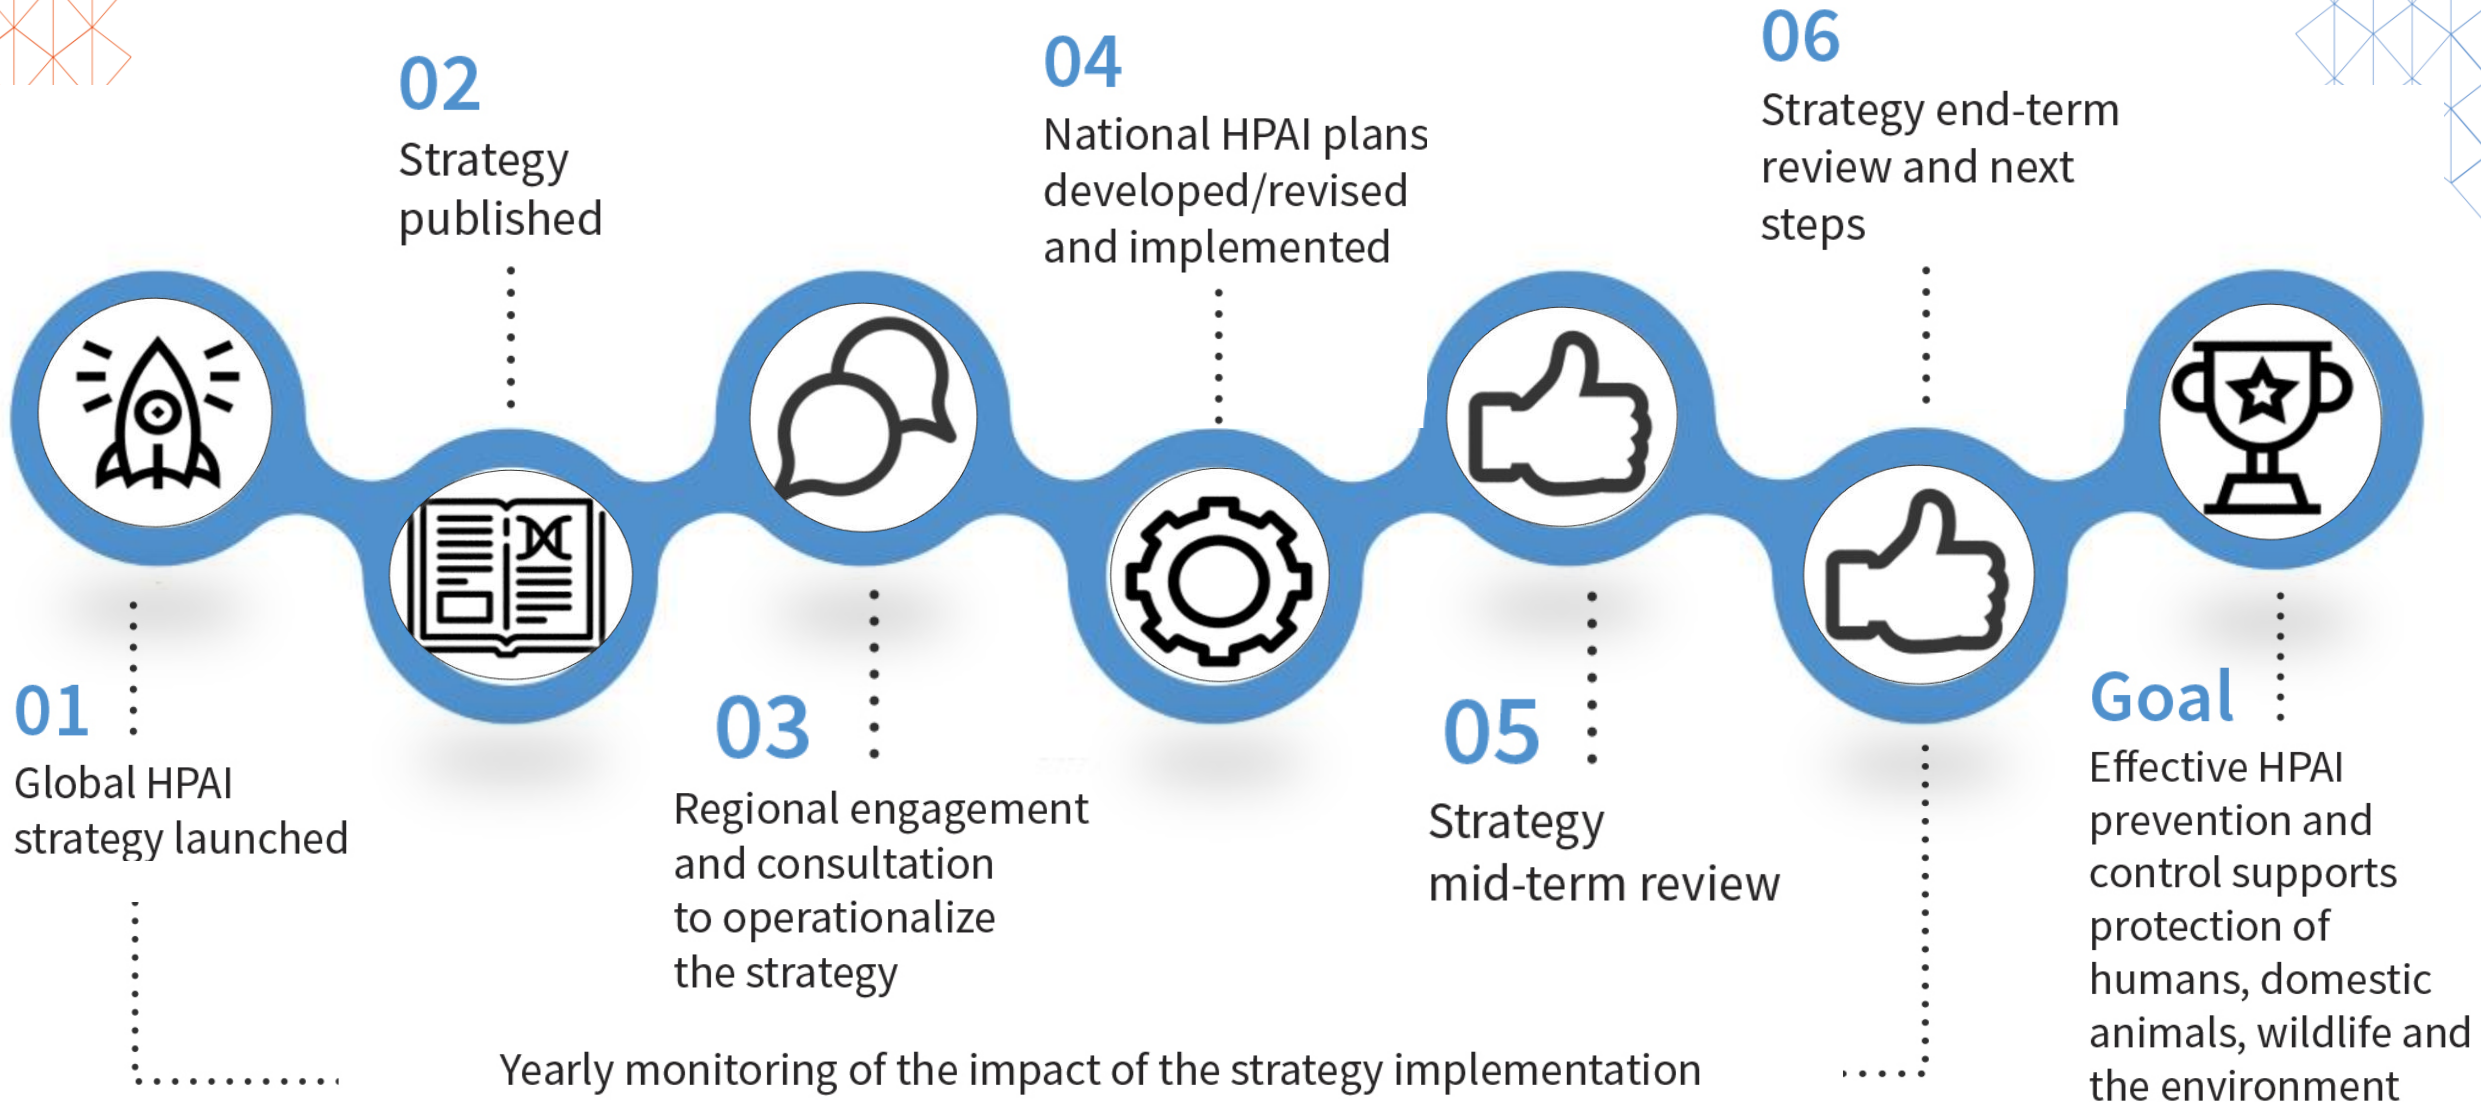 01
Global HPAI
strategy launched
02
Strategy
published
03
Regional engagement
and consultation
to operationalize
the strategy
04
National HPAI plans
developed/revised
and implemented
05
Strategy
mid-term review
06
Strategy end-term
review and next
steps
Goal
Effective HPAI
prevention and
control supports
protection of
humans, domestic
animals, wildlife and
the environment
Yearly monitoring of the impact of the strategy implementation